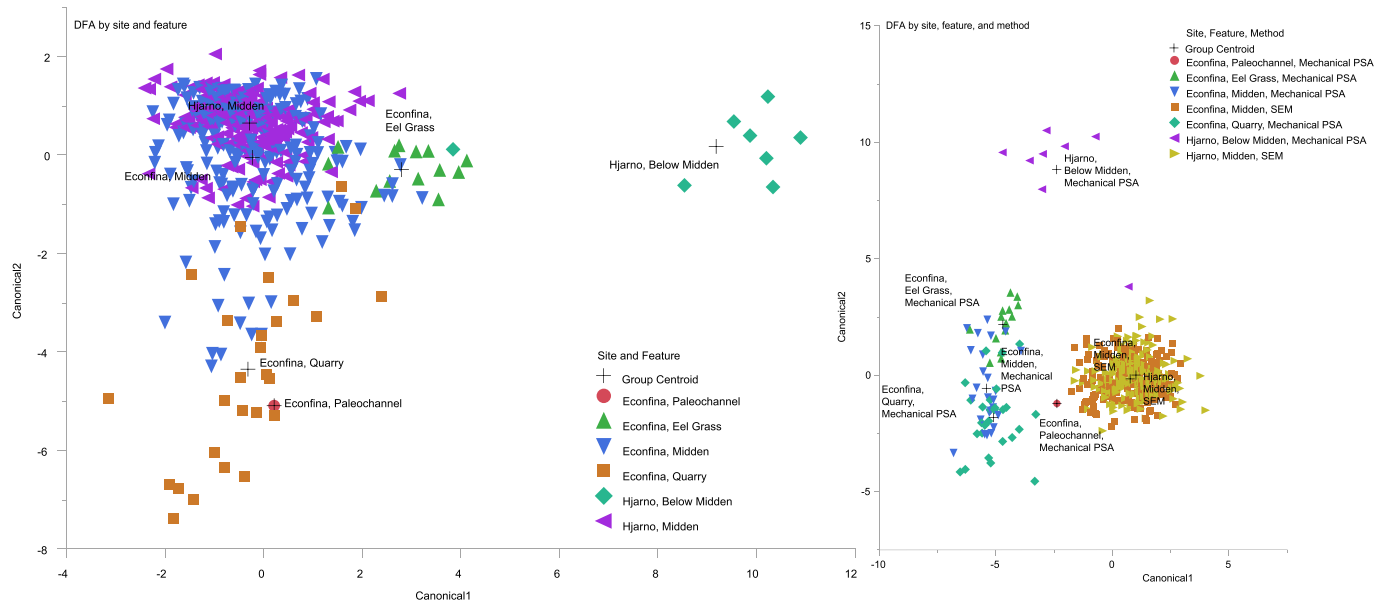 DFA by site and feature
2
0
-2
-4
-6
-8
Canonical2
-4
-2
0
2
4
6
8
10
12
Canonical1
Hjarno, Midden
Econfina, Midden
Econfina,
Eel Grass
Hjarno, Below Midden
Econfina, Quarry
Econfina, Paleochannel
Site and Feature
Group Centroid
Econfina, Paleochannel
Econfina, Eel Grass
Econfina, Midden
Econfina, Quarry
Hjarno, Below Midden
Hjarno, Midden
DFA by site, feature, and method
15
10
5
0
-5
Canonical2
-10
-5
0
5
Canonical1
Site, Feature, Method
Group Centroid
Econfina, Paleochannel, Mechanical PSA
Econfina, Eel Grass, Mechanical PSA
Econfina, Midden, Mechanical PSA
Econfina, Midden, SEM
Econfina, Quarry, Mechanical PSA
Hjarno, Below Midden, Mechanical PSA
Hjarno, Midden, SEM
Hjarno,
Below Midden,
Mechanical PSA
Econfina,
Eel Grass,
Mechanical PSA
Econfina,
Midden,
Mechanical
PSA
Econfina,
Midden,
SEM
Hjarno,
Midden,
SEM
Econfina,
Quarry,
Mechanical PSA
Econfina,
Paleochannel,
Mechanical PSA